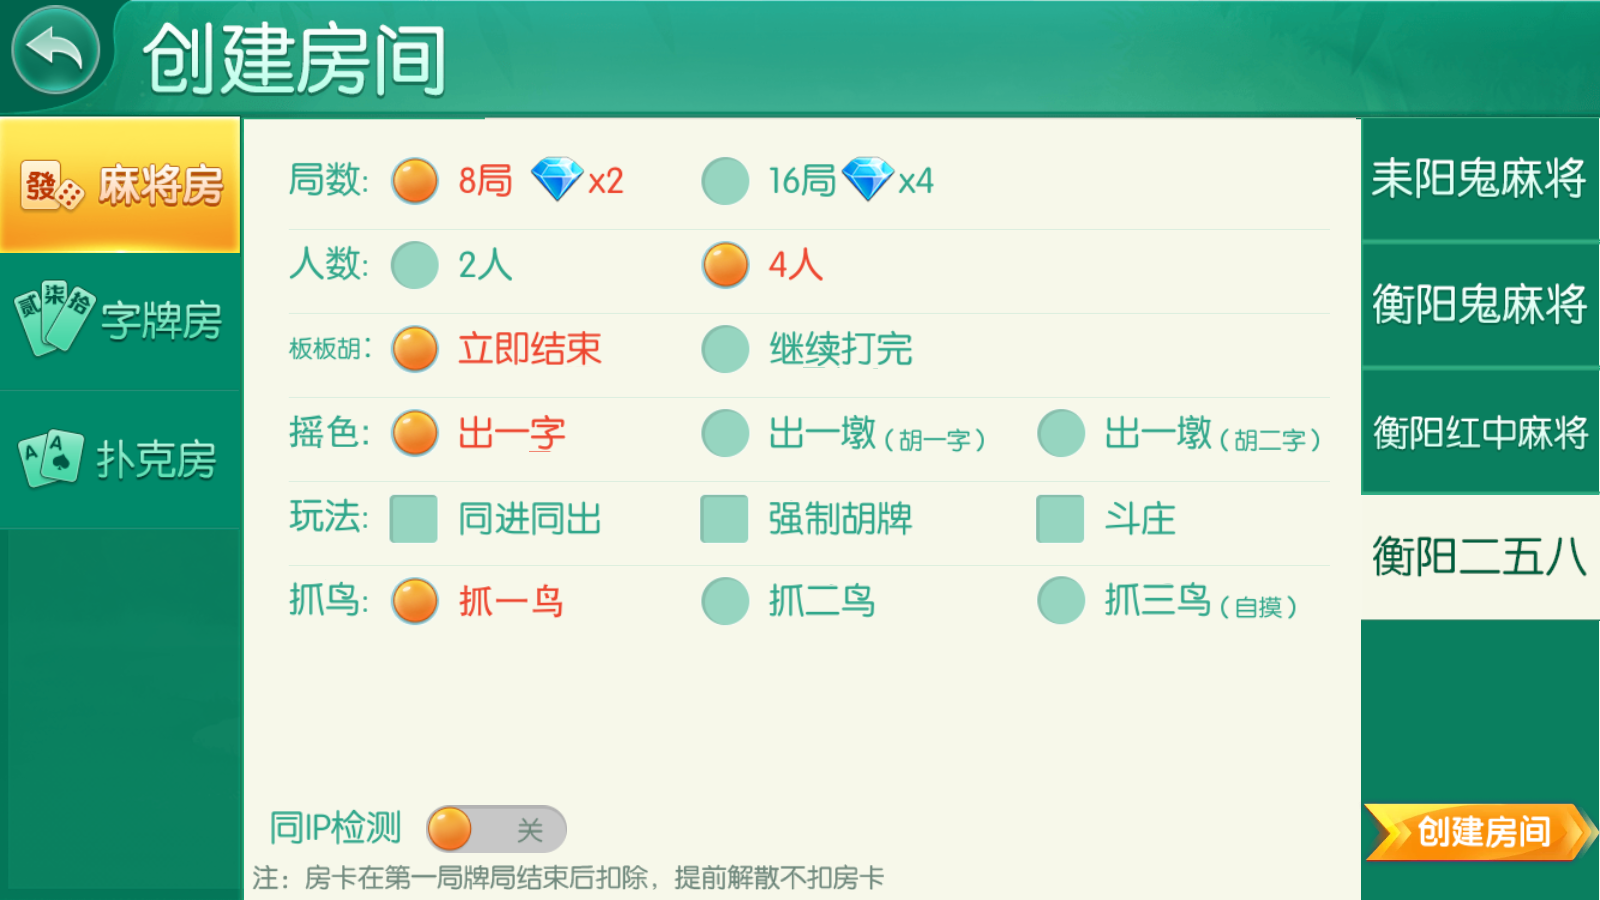 创建房间
發 麻将房
贰 柒 拾 字牌房
A A 扑克房
局数: 8局 x2 16局 x4
人数: 2人 4人
板板胡: 立即结束 继续打完
摇色: 出一字 出一墩(胡一字) 出一墩(胡二字)
玩法: 同进同出 强制胡牌 斗庄
抓鸟: 抓一鸟 抓二鸟 抓三鸟(自摸)
同IP检测 关
注：房卡在第一局牌局结束后扣除，提前解散不扣房卡
耒阳鬼麻将
衡阳鬼麻将
衡阳红中麻将
衡阳二五八
创建房间